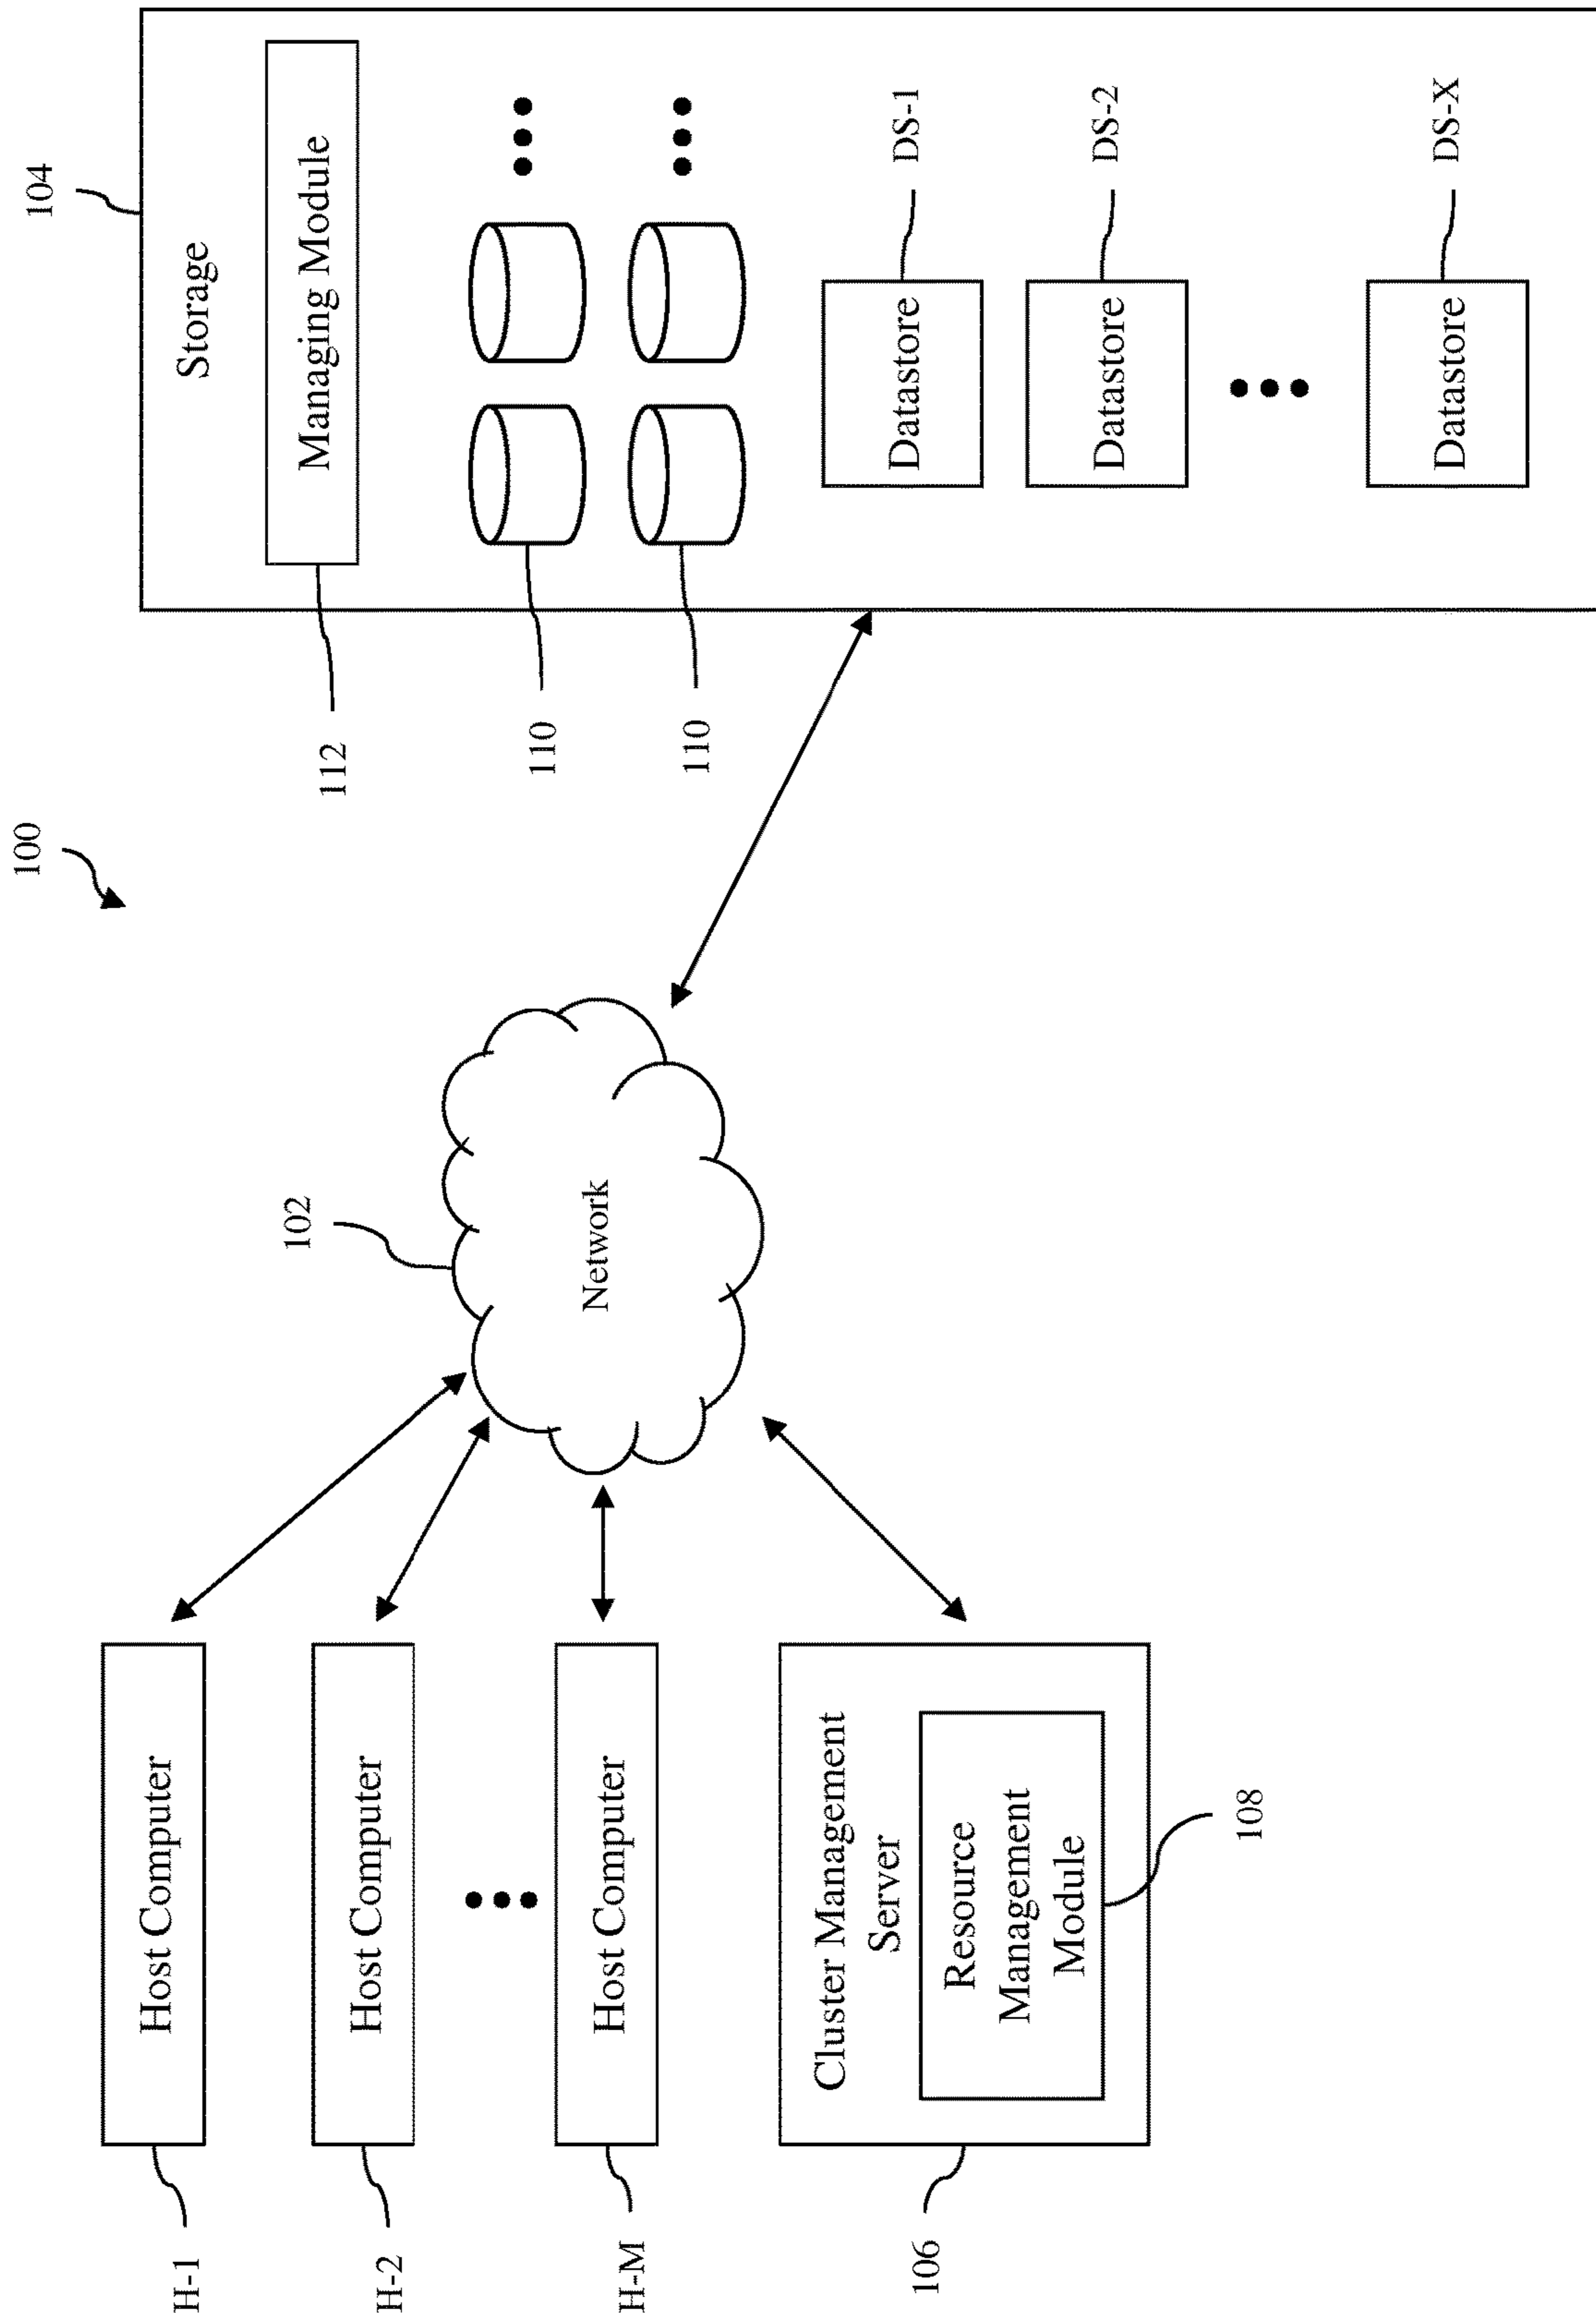 100
104
Storage
112
Managing Module
110
110
Datastore
DS-1
Datastore
DS-2
Datastore
DS-X
102
Network
H-1
Host Computer
H-2
Host Computer
H-M
Host Computer
106
Cluster Management
Server
Resource
Management
Module
108